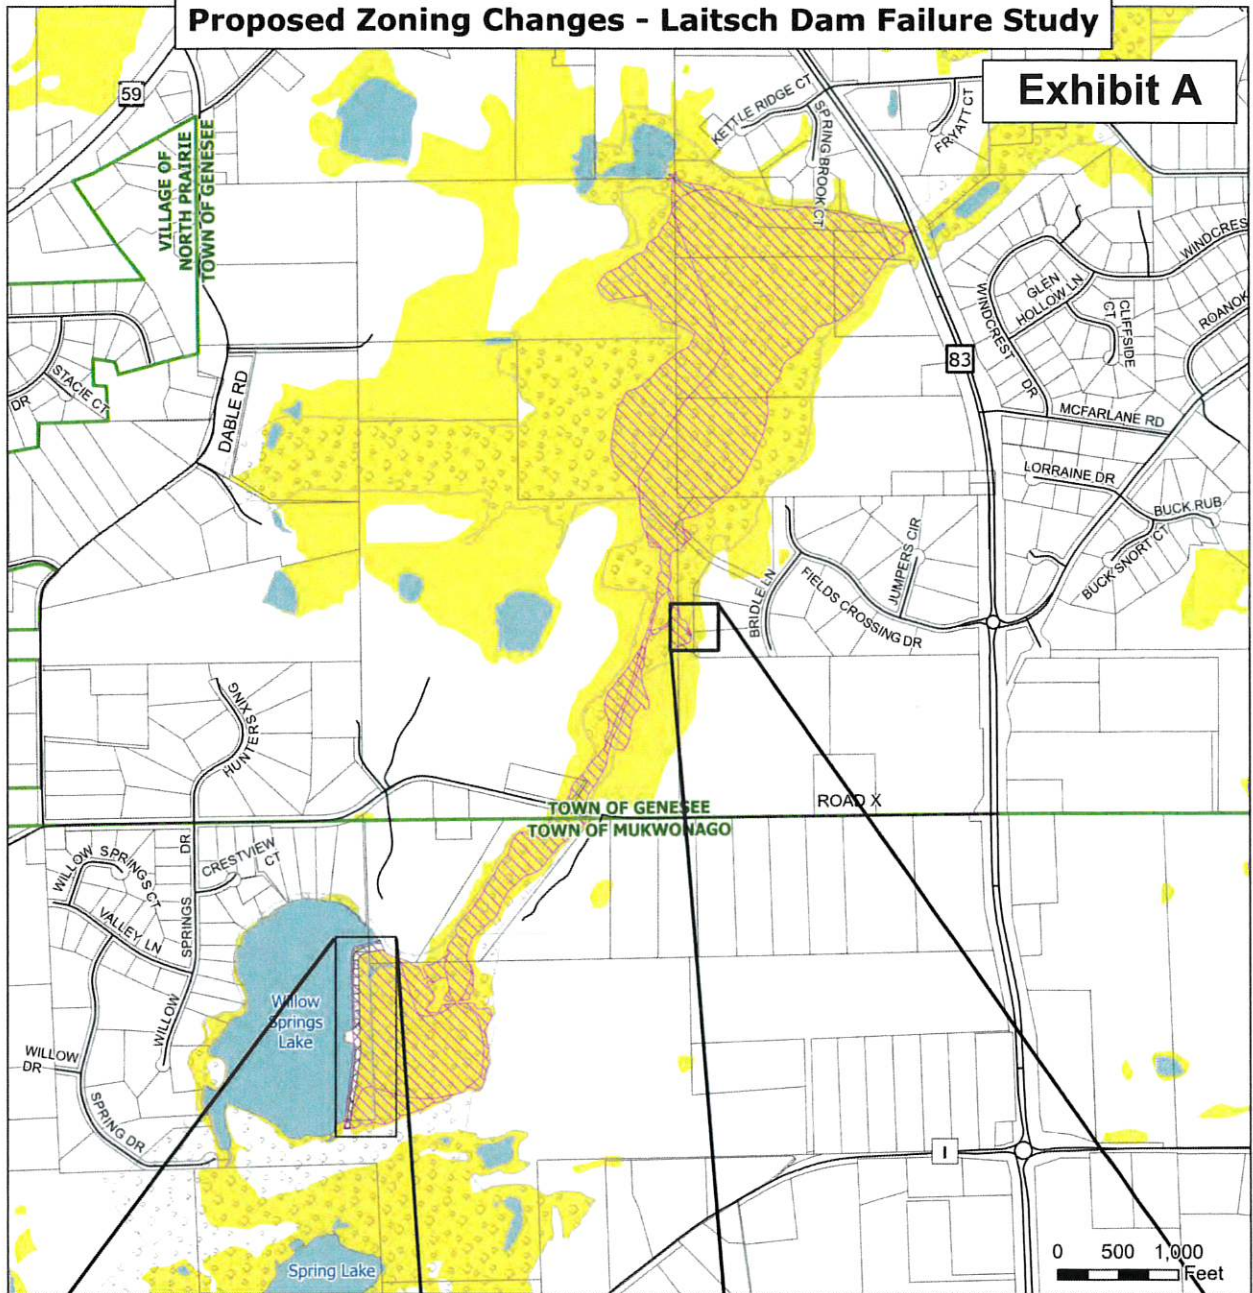 Proposed Zoning Changes - Laitsch Dam Failure Study
Exhibit A
59
VILLAGE OF
NORTH PRAIRIE
TOWN OF GENESEE
KETTLE RIDGE CT
SPRING BROOK CT
FRYATT CT
WINDCRES
GLEN
HOLLOW LN
CLIFFSIDE
CT
ROANOK
WINDCREST
DR
83
MCFARLANE RD
STACIE CT
DR
DABLE RD
LORRAINE DR
BUCK RUB
BUCK SNORT CT
JUMPERS CIR
BRIDLE LN
FIELDS CROSSING DR
HUNTERS
XING
TOWN OF GENESEE
TOWN OF MUKWONAGO
ROAD X
WILLOW SPRINGS
CT
CRESTVIEW
CT
VALLEY LN
WILLOW
SPRINGS
DR
Willow
Springs
Lake
WILLOW
DR
SPRING DR
I
Spring Lake
0 500 1,000
Feet